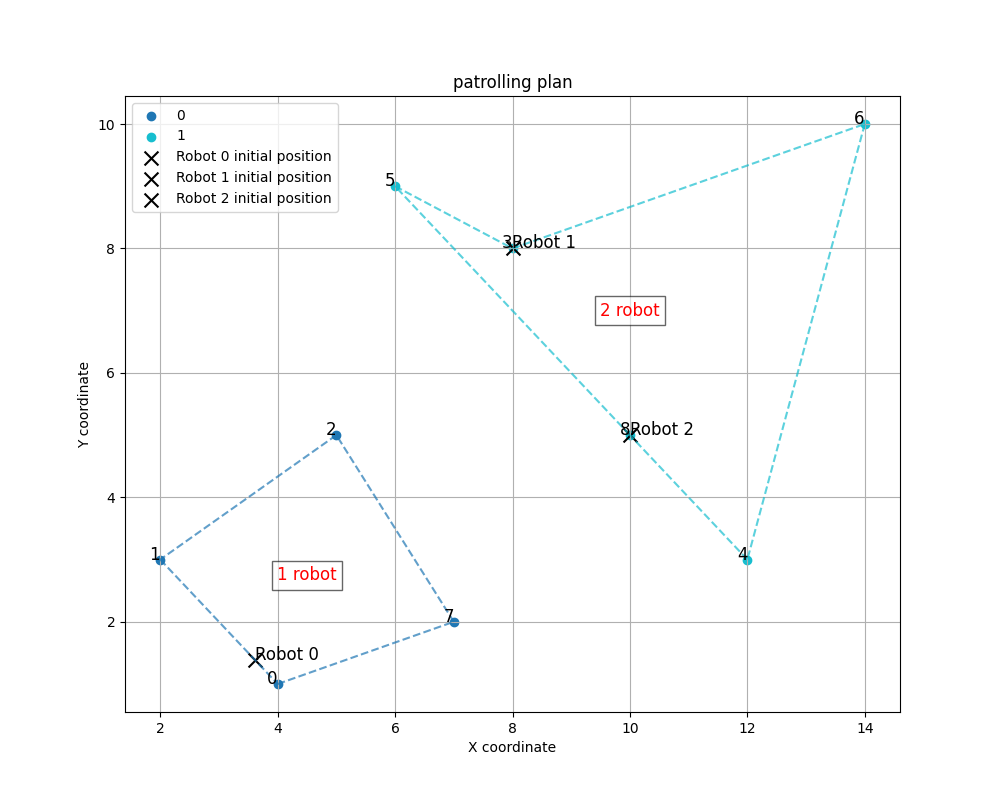 patrolling plan
0
1
Robot 0 initial position
Robot 1 initial position
Robot 2 initial position
6
5
3Robot 1
2 robot
8Robot 2
2
4
1
1 robot
7
Robot 0
0
10
8
6
4
2
Y coordinate
2 4 6 8 10 12 14
X coordinate